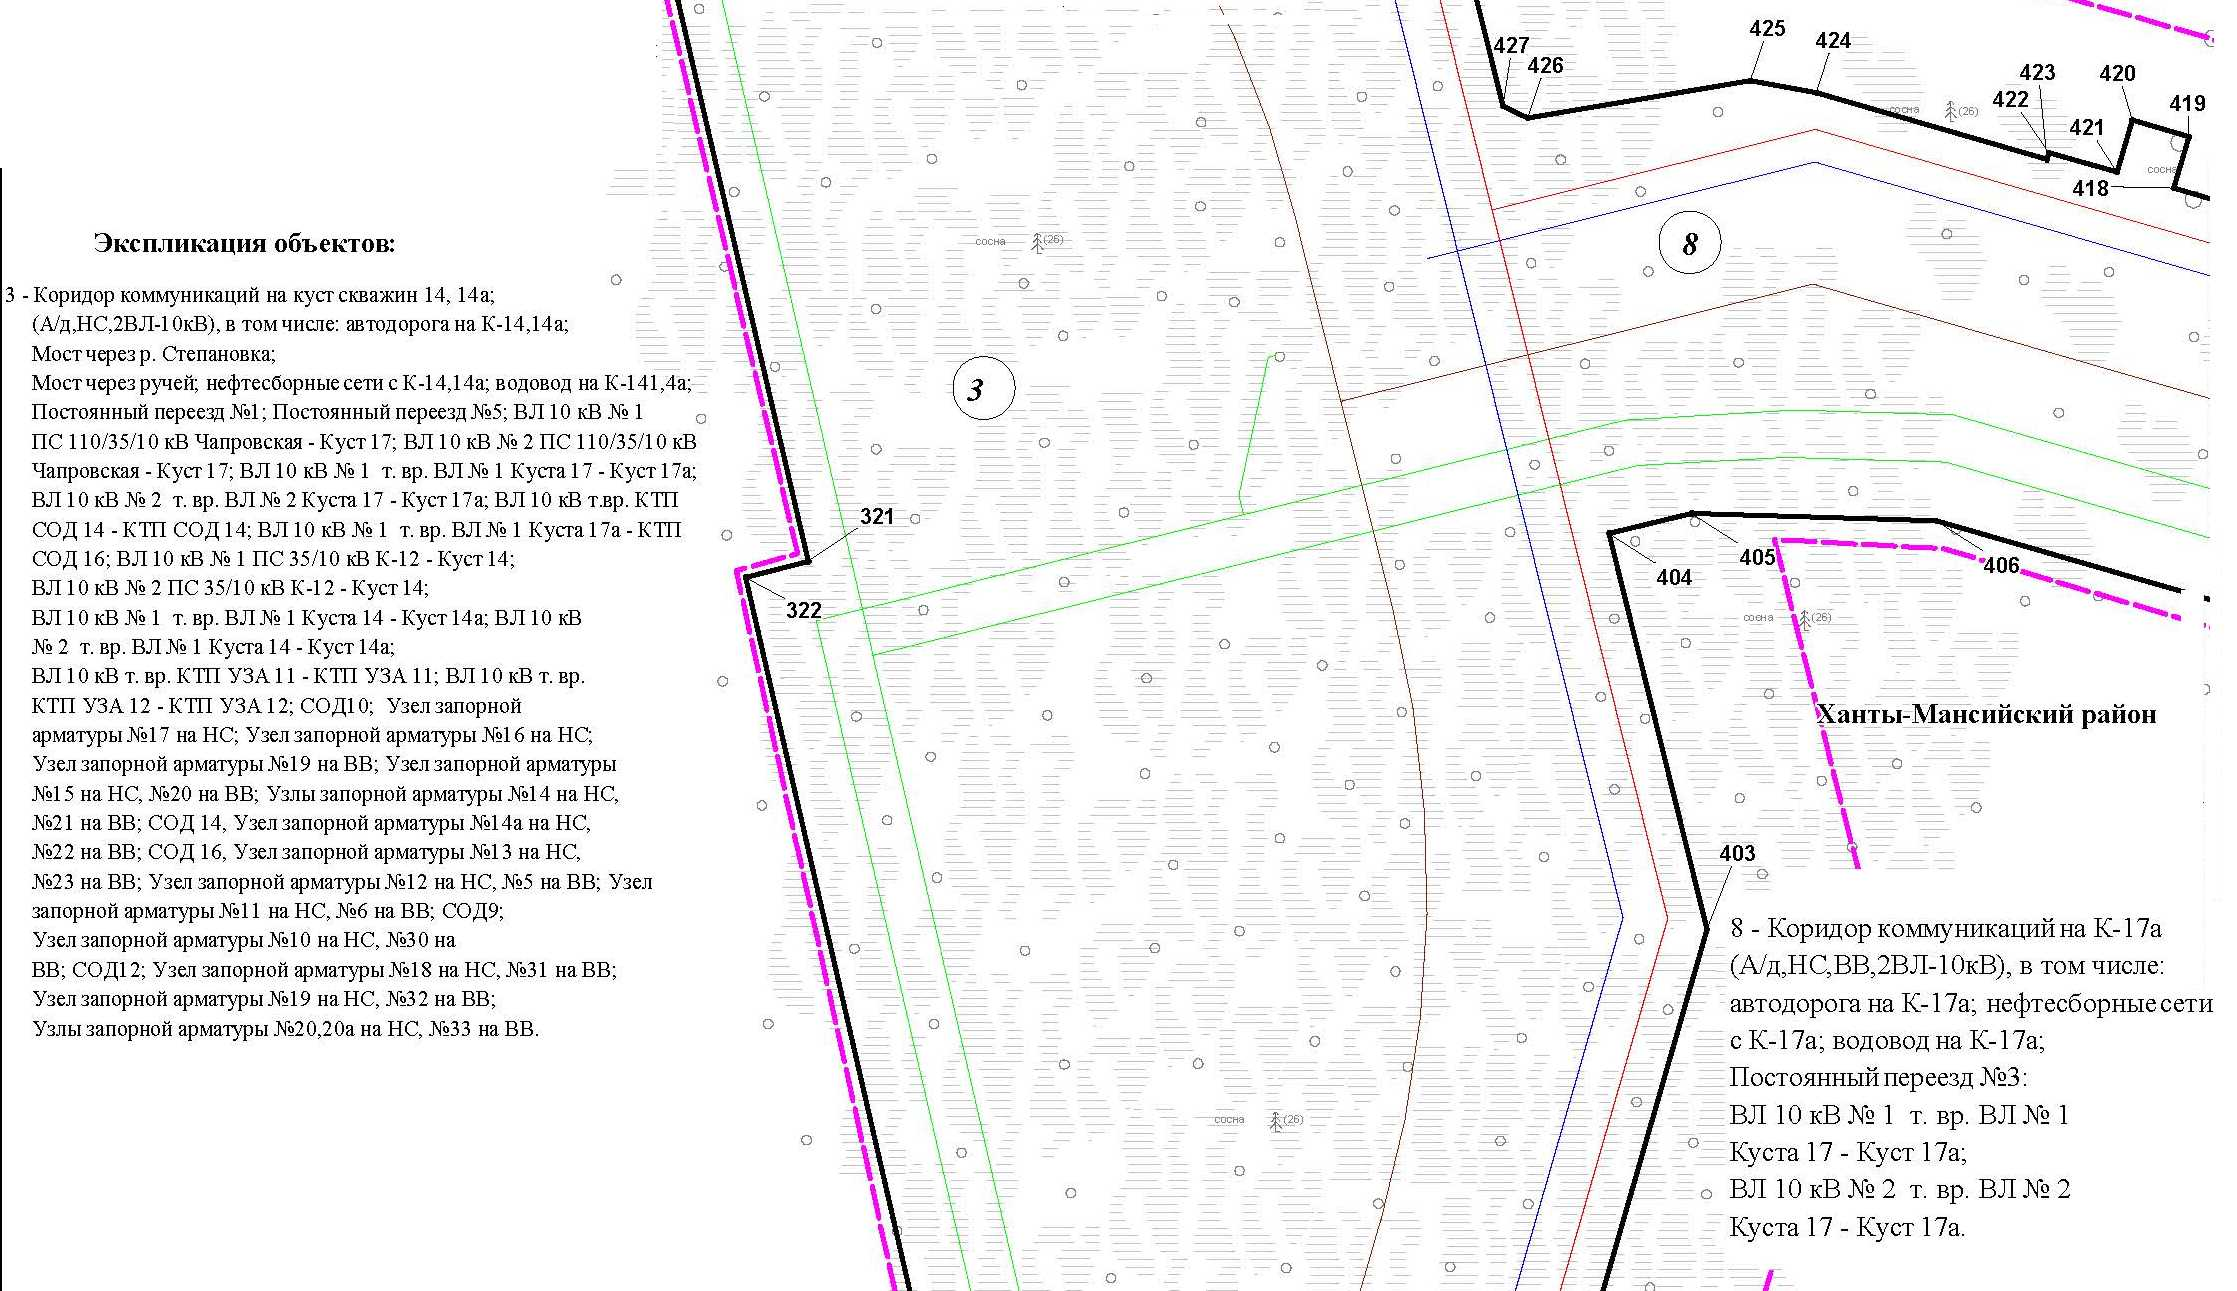 Экспликация объектов:
3 - Коридор коммуникаций на куст скважин 14, 14а;
(А/д,НС,2ВЛ-10кВ), в том числе: автодорога на К-14,14а;
Мост через р. Степановка;
Мост через ручей; нефтесборные сети с К-14,14а; водовод на К-141,4а;
Постоянный переезд №1; Постоянный переезд №5; ВЛ 10 кВ № 1
ПС 110/35/10 кВ Чапровская - Куст 17; ВЛ 10 кВ № 2 ПС 110/35/10 кВ
Чапровская - Куст 17; ВЛ 10 кВ № 1 т. вр. ВЛ № 1 Куста 17 - Куст 17а;
ВЛ 10 кВ № 2 т. вр. ВЛ № 2 Куста 17 - Куст 17а; ВЛ 10 кВ т.вр. КТП
СОД 14 - КТП СОД 14; ВЛ 10 кВ № 1 т. вр. ВЛ № 1 Куста 17а - КТП
СОД 16; ВЛ 10 кВ № 1 ПС 35/10 кВ К-12 - Куст 14;
ВЛ 10 кВ № 2 ПС 35/10 кВ К-12 - Куст 14;
ВЛ 10 кВ № 1 т. вр. ВЛ № 1 Куста 14 - Куст 14а; ВЛ 10 кВ
№ 2 т. вр. ВЛ № 1 Куста 14 - Куст 14а;
ВЛ 10 кВ т. вр. КТП УЗА 11 - КТП УЗА 11; ВЛ 10 кВ т. вр.
КТП УЗА 12 - КТП УЗА 12; СОД10; Узел запорной
арматуры №17 на НС; Узел запорной арматуры №16 на НС;
Узел запорной арматуры №19 на ВВ; Узел запорной арматуры
№15 на НС, №20 на ВВ; Узлы запорной арматуры №14 на НС,
№21 на ВВ; СОД 14, Узел запорной арматуры №14а на НС,
№22 на ВВ; СОД 16, Узел запорной арматуры №13 на НС,
№23 на ВВ; Узел запорной арматуры №12 на НС, №5 на ВВ; Узел
запорной арматуры №11 на НС, №6 на ВВ; СОД9;
Узел запорной арматуры №10 на НС, №30 на
ВВ; СОД12; Узел запорной арматуры №18 на НС, №31 на ВВ;
Узел запорной арматуры №19 на НС, №32 на ВВ;
Узлы запорной арматуры №20,20а на НС, №33 на ВВ.
427
426
425
424
423
422
421
420
419
418
сосна (26)
сосна
8
сосна (26)
3
321
322
404
405
406
сосна (26)
Ханты-Мансийский район
403
сосна (26)
8 - Коридор коммуникаций на К-17а
(А/д,НС,ВВ,2ВЛ-10кВ), в том числе:
автодорога на К-17а; нефтесборные сети
с К-17а; водовод на К-17а;
Постоянный переезд №3:
ВЛ 10 кВ № 1 т. вр. ВЛ № 1
Куста 17 - Куст 17а;
ВЛ 10 кВ № 2 т. вр. ВЛ № 2
Куста 17 - Куст 17а.